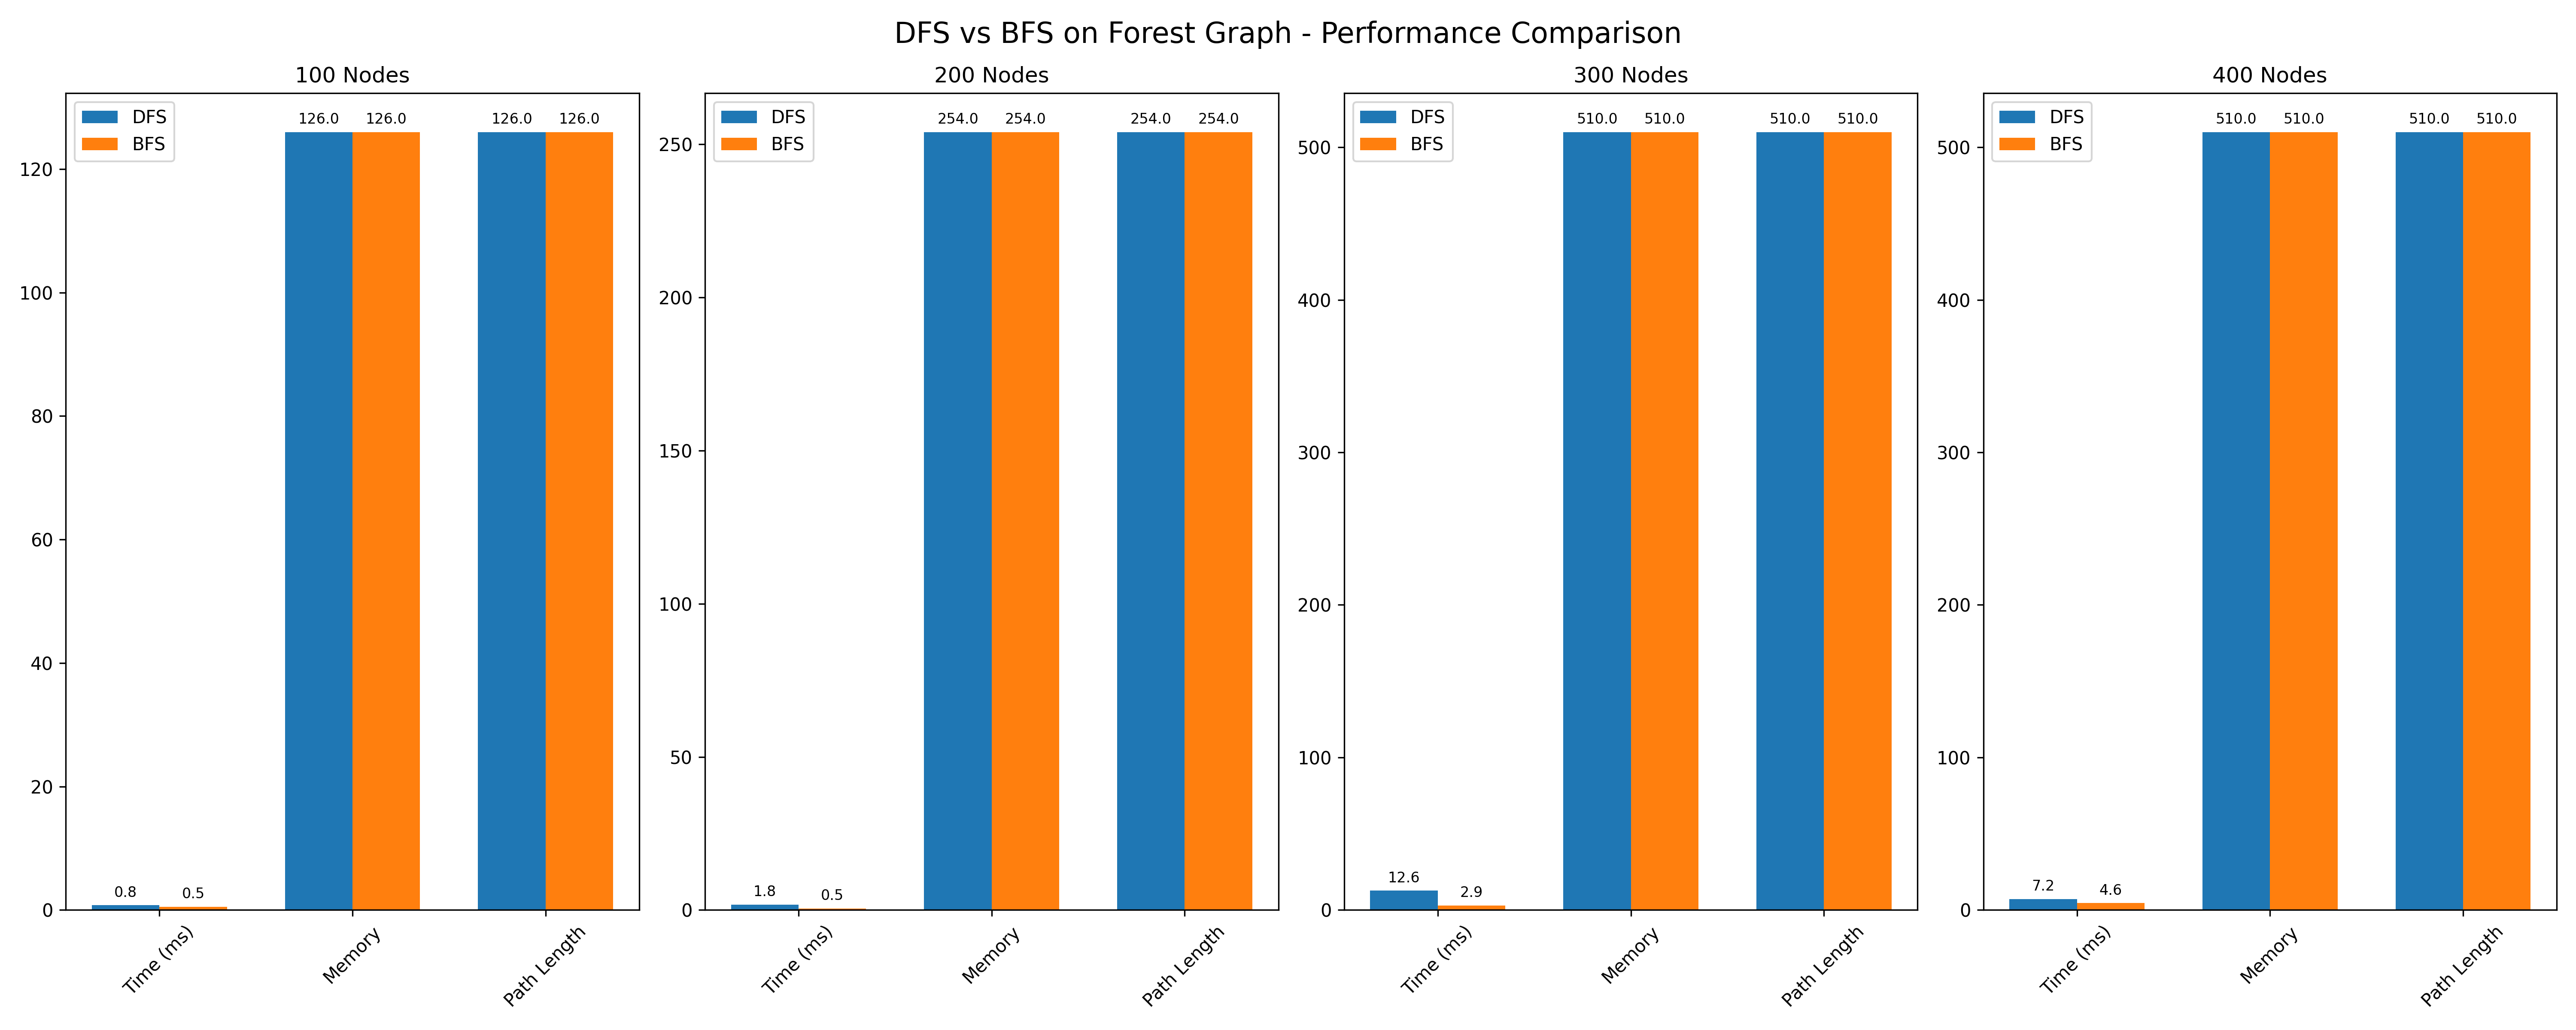 DFS vs BFS on Forest Graph - Performance Comparison
100 Nodes
DFS
BFS
126.0 126.0 126.0 126.0
120
100
80
60
40
20
0
0.8 0.5
Time (ms)
Memory
Path Length
200 Nodes
DFS
BFS
254.0 254.0 254.0 254.0
250
200
150
100
50
0
1.8 0.5
Time (ms)
Memory
Path Length
300 Nodes
DFS
BFS
510.0 510.0 510.0 510.0
500
400
300
200
100
0
12.6 2.9
Time (ms)
Memory
Path Length
400 Nodes
DFS
BFS
510.0 510.0 510.0 510.0
500
400
300
200
100
0
7.2 4.6
Time (ms)
Memory
Path Length